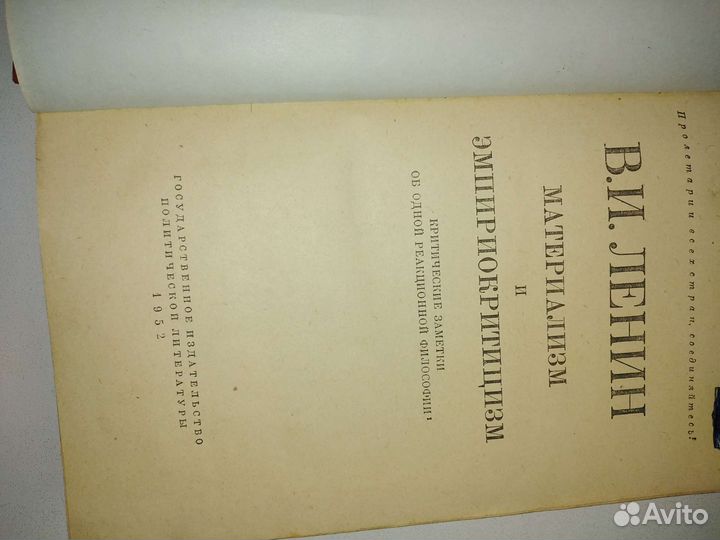 Пролетарии всех стран, соединяйтесь!
В.И. ЛЕНИН
МАТЕРИАЛИЗМ
И
ЭМПИРИОКРИТИЦИЗМ
КРИТИЧЕСКИЕ ЗАМЕТКИ
ОБ ОДНОЙ РЕАКЦИОННОЙ ФИЛОСОФИИ
ГОСУДАРСТВЕННОЕ ИЗДАТЕЛЬСТВО
ПОЛИТИЧЕСКОЙ ЛИТЕРАТУРЫ
1952
Avito